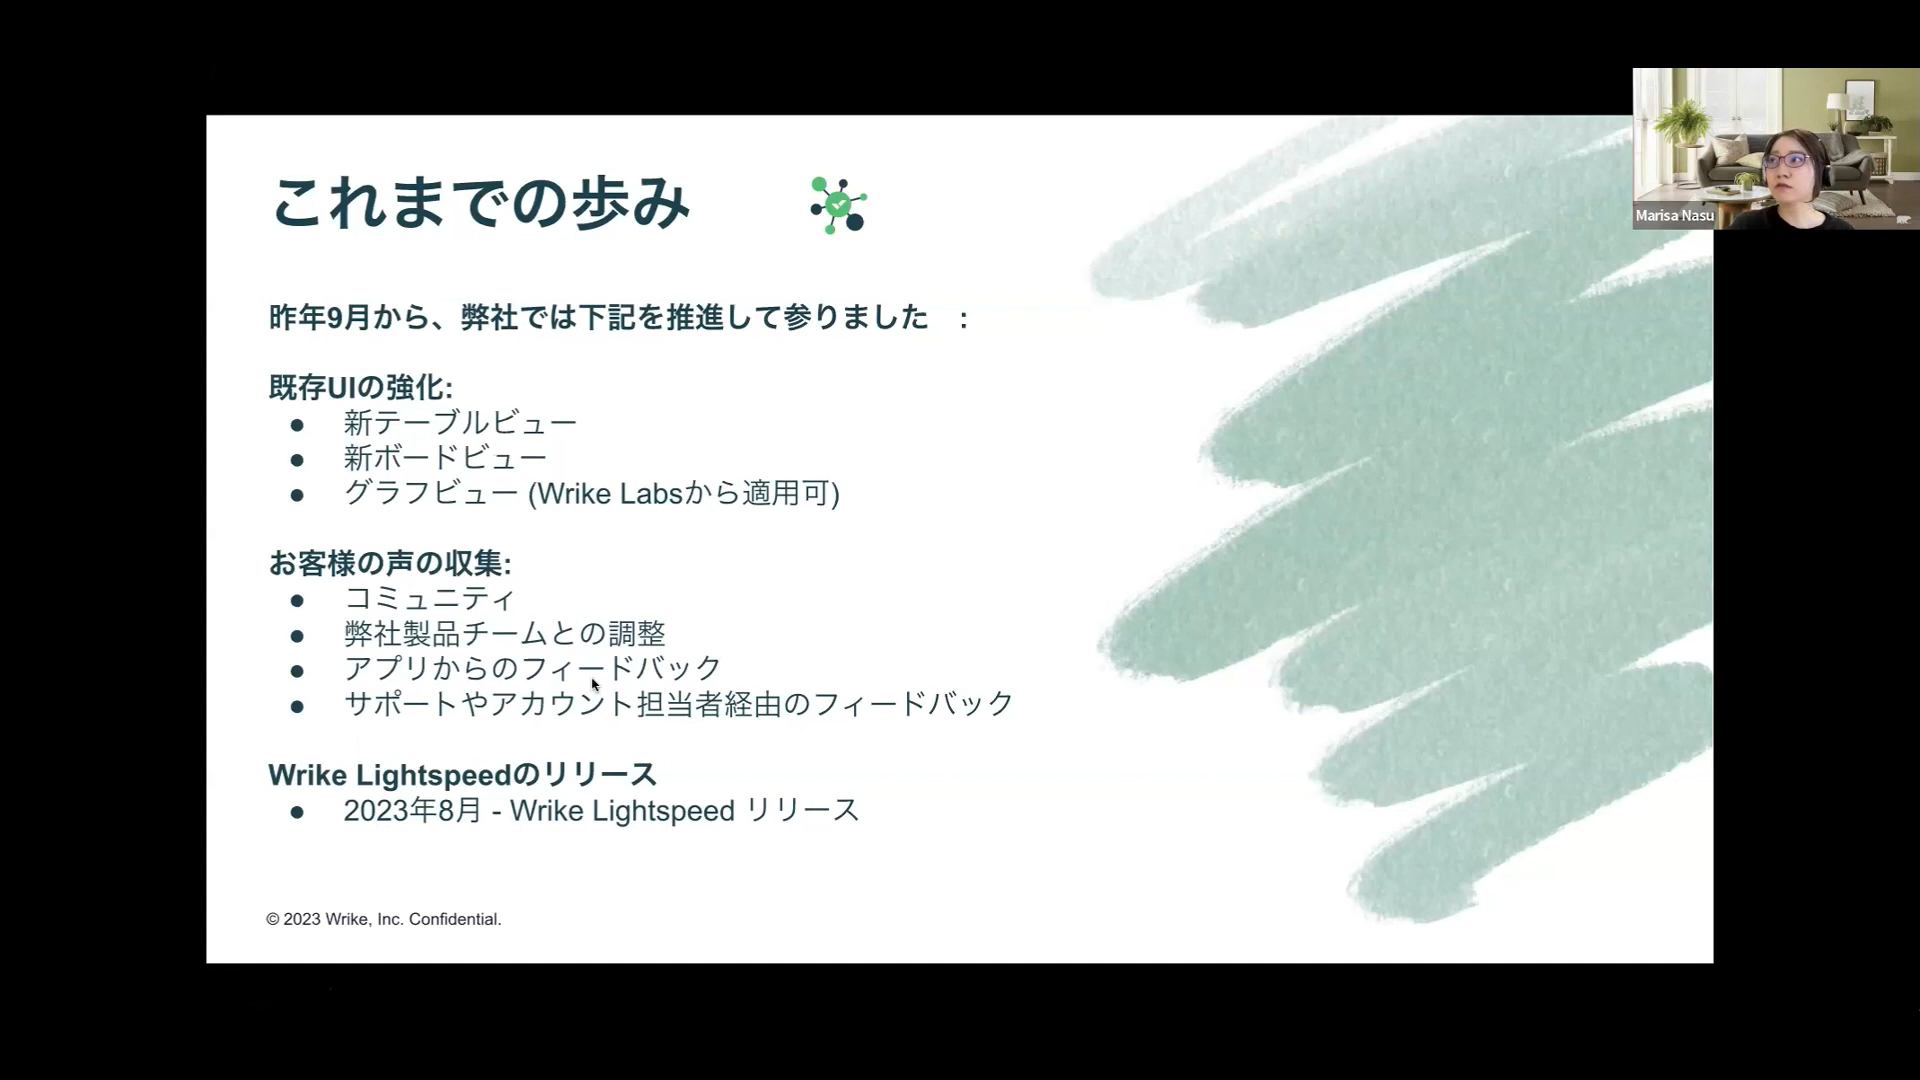 これまでの歩み
Marisa Nasu
昨年9月から、弊社では下記を推進して参りました　:
既存UIの強化:
● 新テーブルビュー
● 新ボードビュー
● グラフビュー (Wrike Labsから適用可)
お客様の声の収集:
● コミュニティ
● 弊社製品チームとの調整
● アプリからのフィードバック
● サポートやアカウント担当者経由のフィードバック
Wrike Lightspeedのリリース
● 2023年8月 - Wrike Lightspeed リリース
© 2023 Wrike, Inc. Confidential.